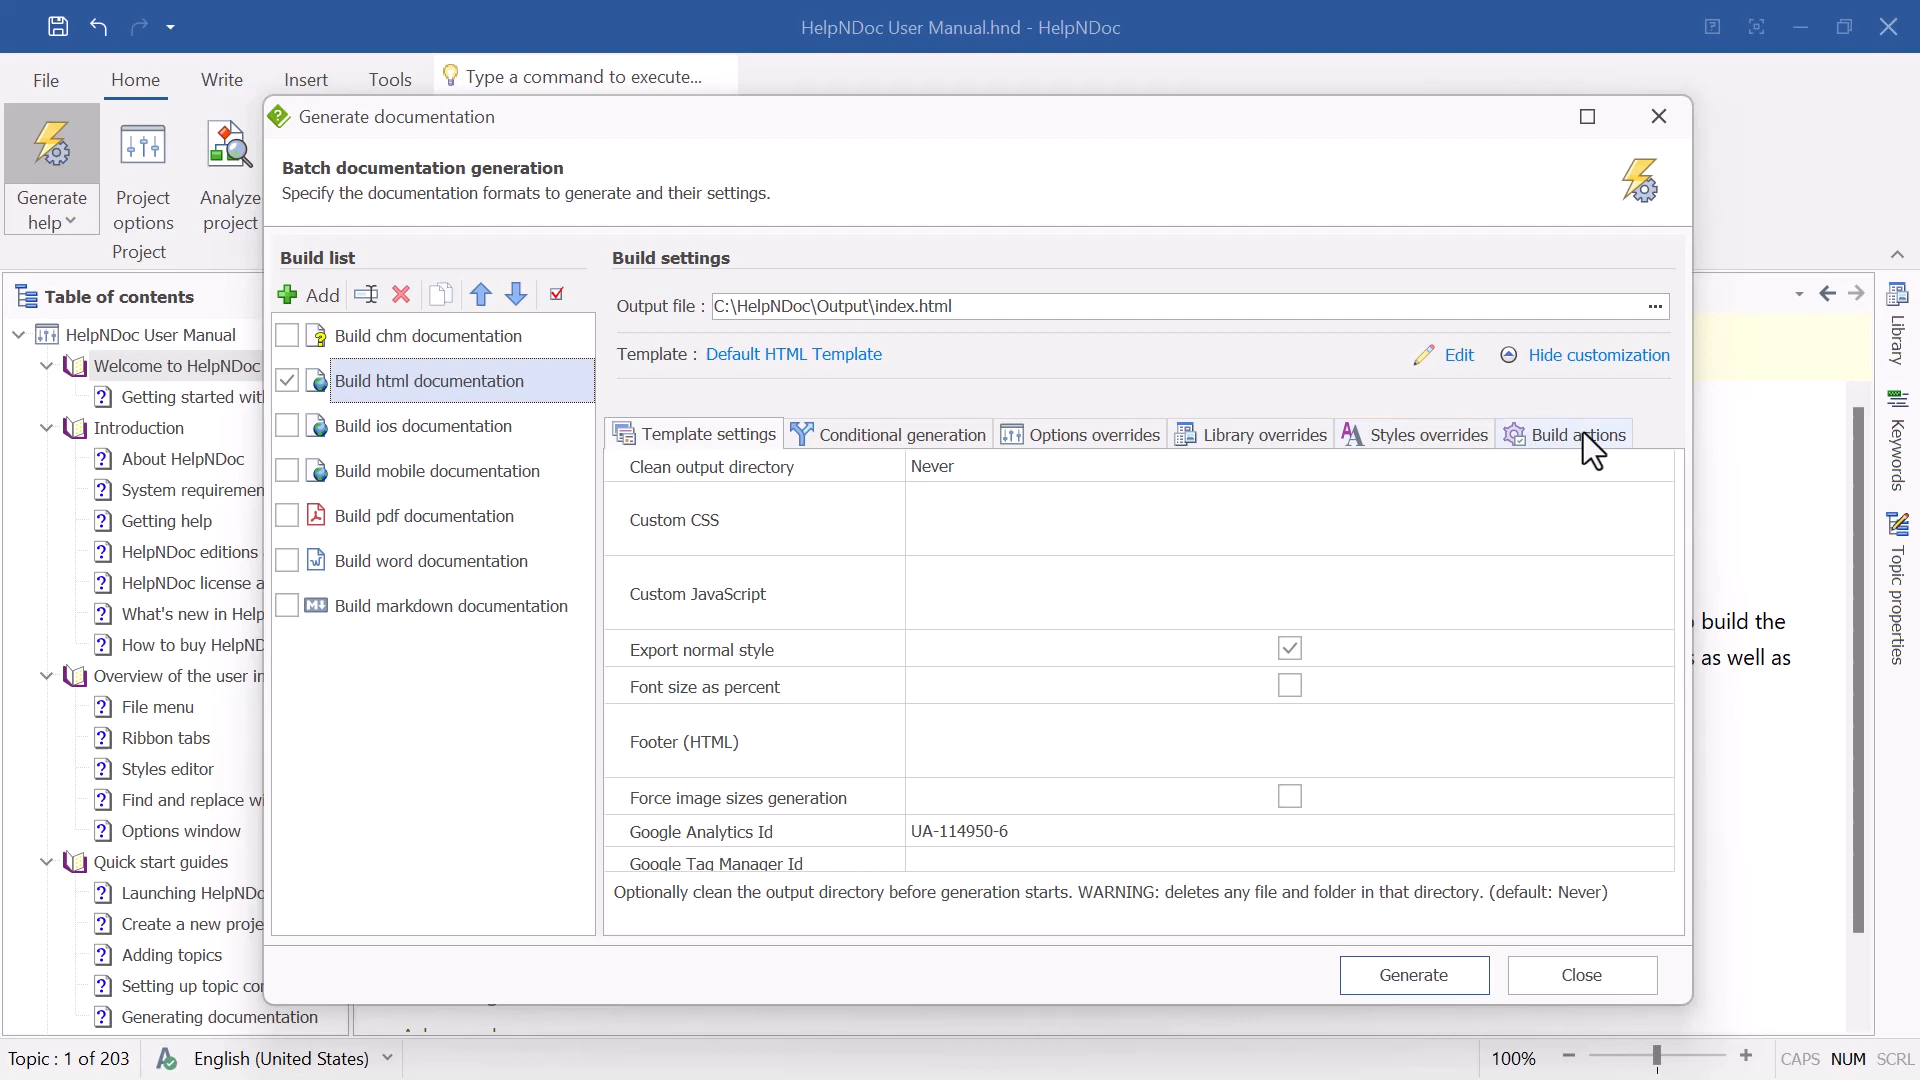 HelpNDoc User Manual.hnd - HelpNDoc
File
Home
Write
Insert
Tools
Type a command to execute...
Generate help
Project options
Analyze project
Project
Table of contents
HelpNDoc User Manual
Welcome to HelpNDoc
Getting started
Introduction
About HelpNDoc
System
Getting help
HelpNDoc editions
HelpNDoc license
What's new in
How to buy
Overview of the user
File menu
Ribbon tabs
Styles editor
Find and replace
Options window
Quick start guides
Launching
Create a new
Adding topics
Setting up topic
Generating documentation
Generate documentation
Batch documentation generation
Specify the documentation formats to generate and their settings.
Build list
Add
Build chm documentation
Build html documentation
Build ios documentation
Build mobile documentation
Build pdf documentation
Build word documentation
Build markdown documentation
Build settings
Output file : C:\HelpNDoc\Output\index.html
...
Template : Default HTML Template
Edit
Hide customization
Template settings
Conditional generation
Options overrides
Library overrides
Styles overrides
Build actions
Clean output directory Never
Custom CSS
Custom JavaScript
Export normal style
Font size as percent
Footer (HTML)
Force image sizes generation
Google Analytics Id UA-114950-6
Google Tag Manager Id
Optionally clean the output directory before generation starts. WARNING: deletes any file and folder in that directory. (default: Never)
Generate
Close
build the
as well as
Library
Keywords
Topic properties
Topic : 1 of 203
English (United States)
100%
CAPS
NUM
SCRL